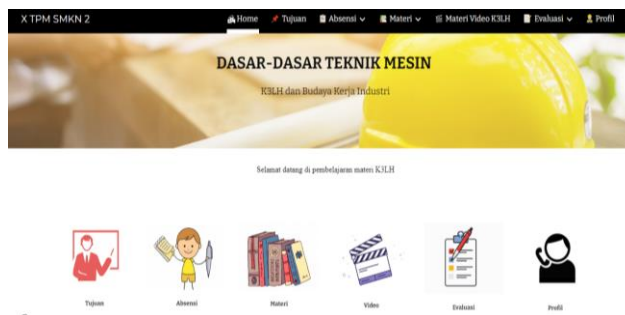 X TPM SMKN 2
Home Tujuan Absensi Materi Materi Video K3LH Evaluasi Profil
DASAR-DASAR TEKNIK MESIN
K3LH dan Budaya Kerja Industri
Selamat datang di pembelajaran materi K3LH
Tujuan Absensi Materi Video Evaluasi Profil